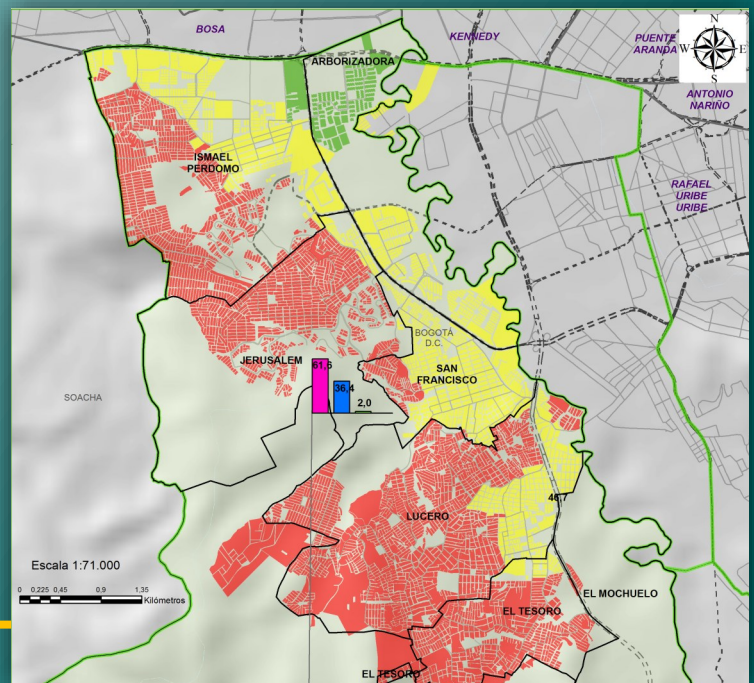 BOSA
KENNEDY
PUENTE
ARANDA
N
W
E
S
ANTONIO
NARIÑO
ARBORIZADORA
ISMAEL
PERDOMO
RAFAEL
URIBE
URIBE
BOGOTÁ
D.C.
JERUSALEM
61,6
36,4
2,0
SAN
FRANCISCO
SOACHA
46,7
LUCERO
Escala 1:71.000
0 0,225 0,45 0,9 1,35
Kilómetros
EL MOCHUELO
EL TESORO
EL TESORO